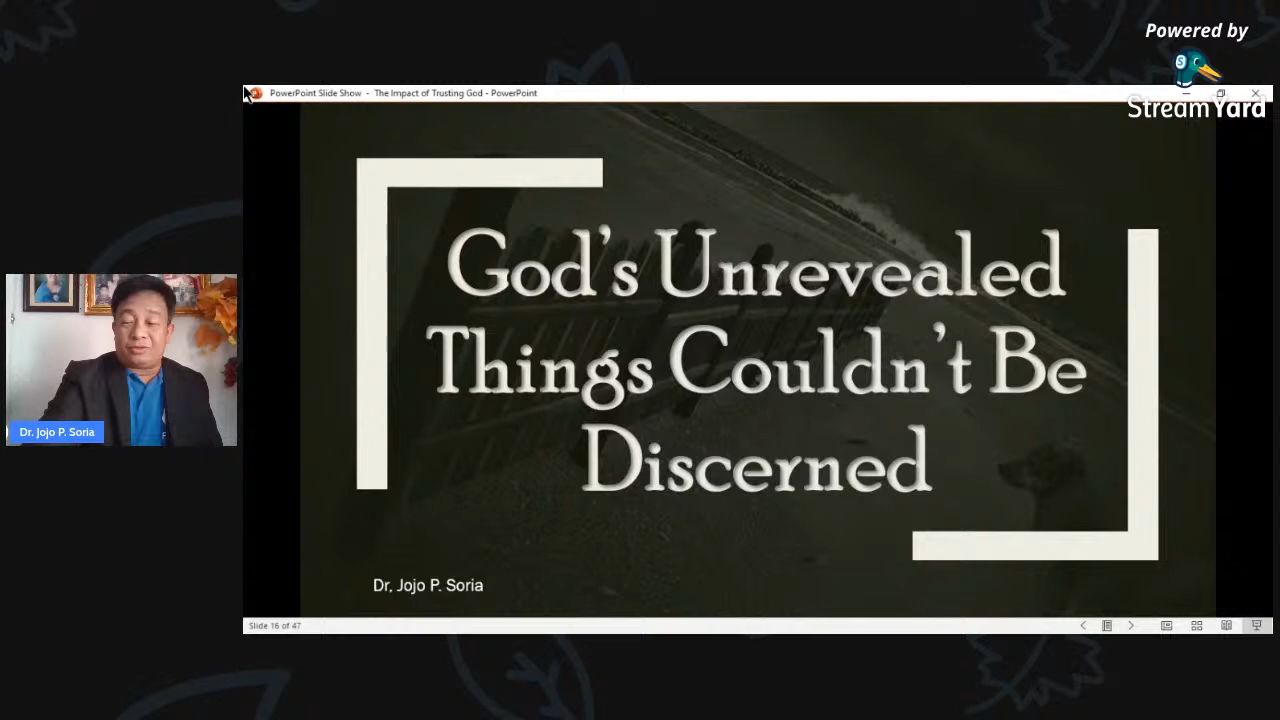 Powered by
StreamYard
PowerPoint Slide Show - The Impact of Trusting God - PowerPoint
God's Unrevealed
Things Couldn't Be
Discerned
Dr. Jojo P. Soria
Dr, Jojo P. Soria
Slide 16 of 47